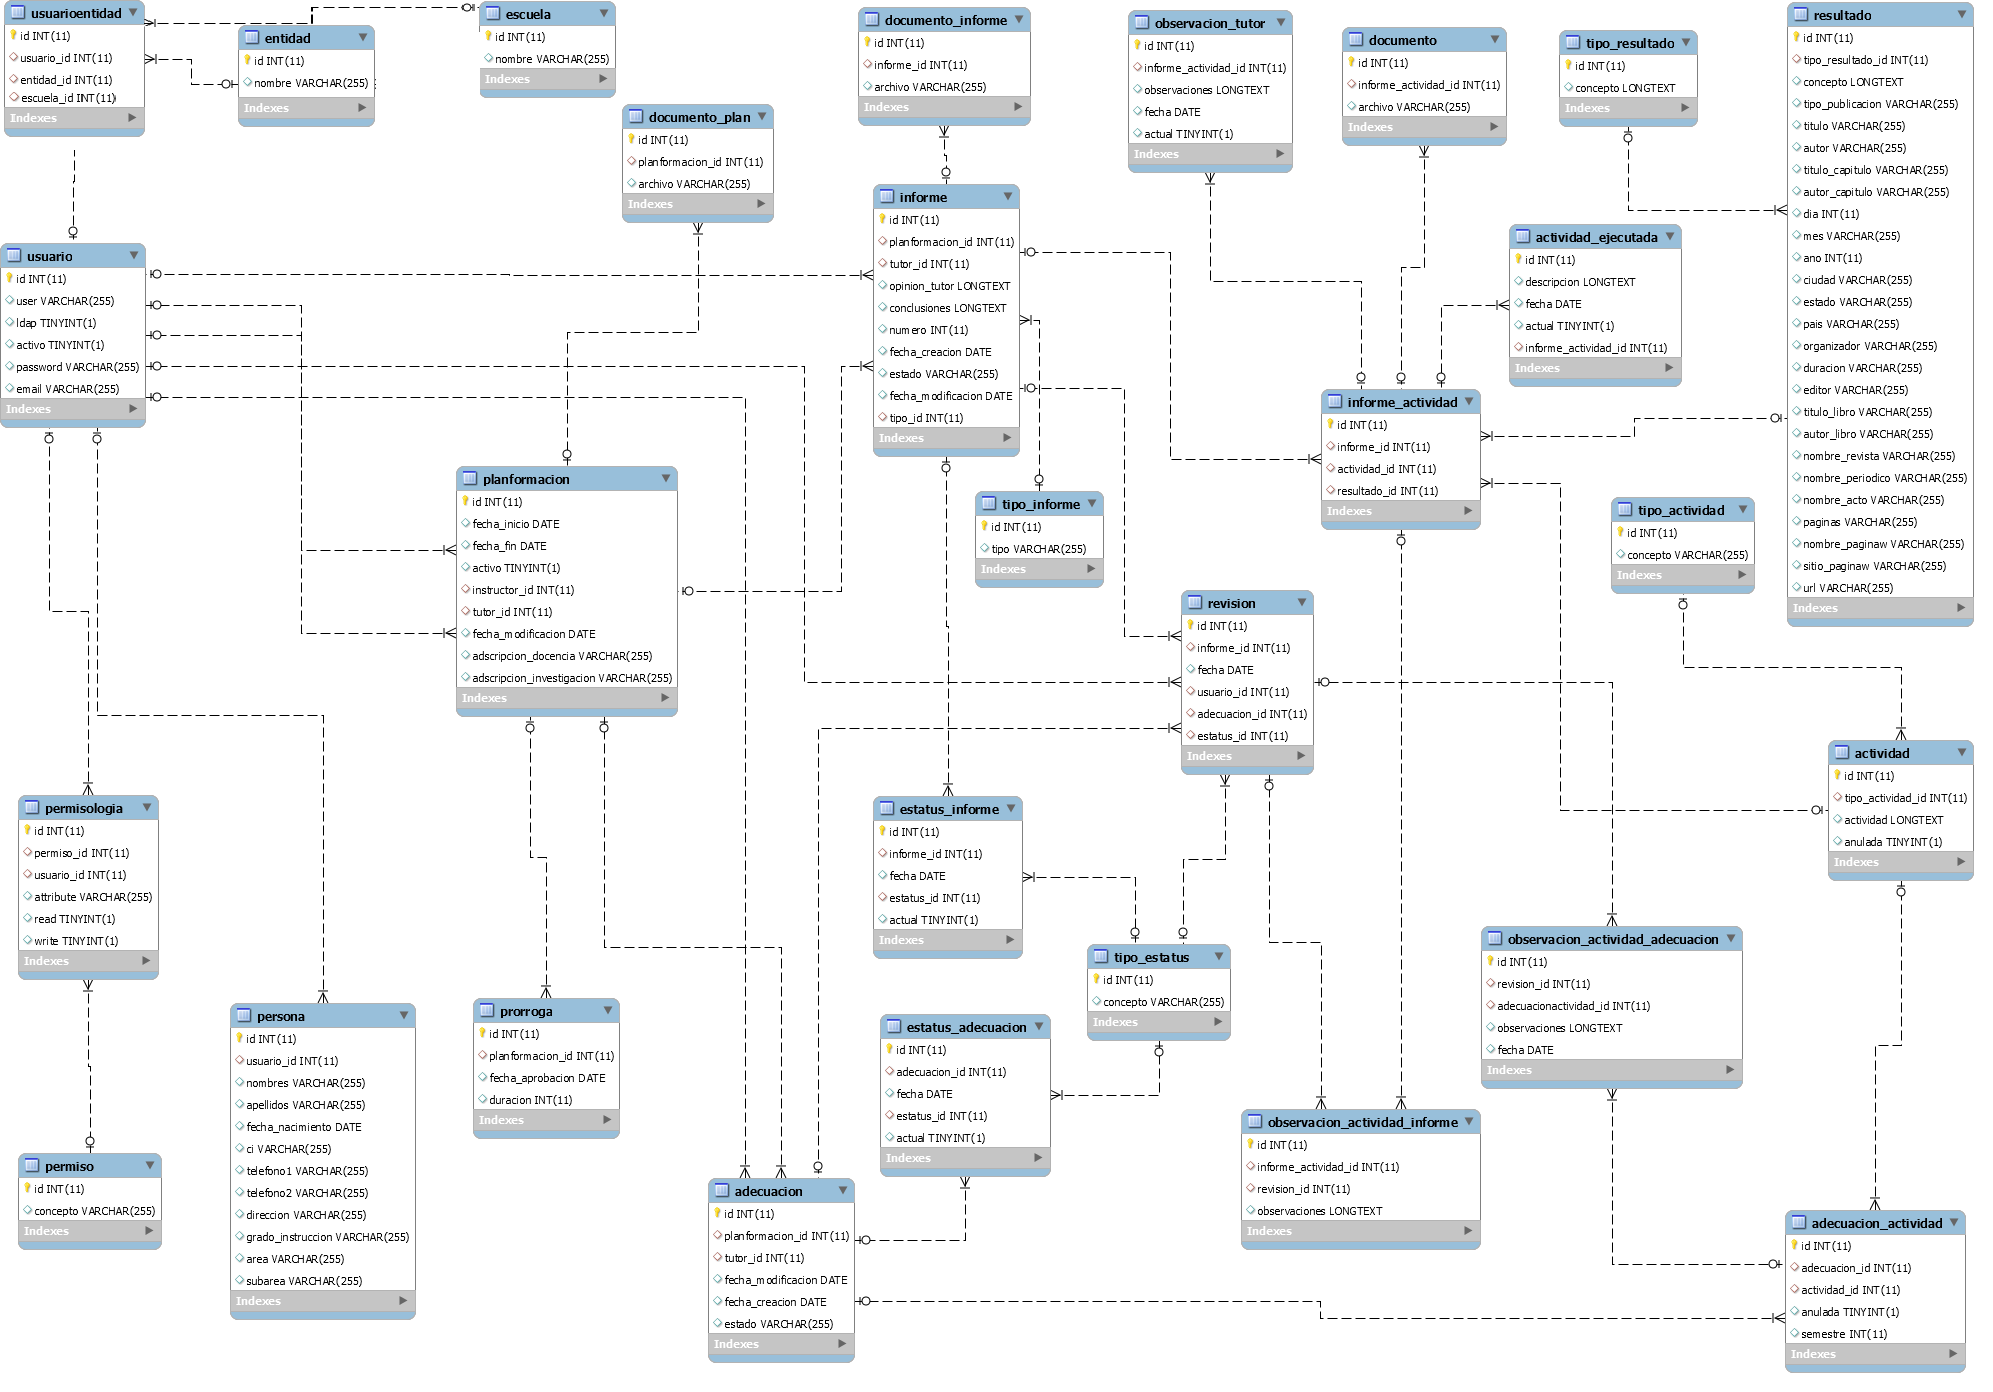 usuarioentidad
id INT(11)
usuario_id INT(11)
entidad_id INT(11)
escuela_id INT(11)
Indexes
entidad
id INT(11)
nombre VARCHAR(255)
Indexes
escuela
id INT(11)
nombre VARCHAR(255)
Indexes
documento_plan
id INT(11)
planformacion_id INT(11)
archivo VARCHAR(255)
Indexes
documento_informe
id INT(11)
informe_id INT(11)
archivo VARCHAR(255)
Indexes
observacion_tutor
id INT(11)
informe_actividad_id INT(11)
observaciones LONGTEXT
fecha DATE
actual TINYINT(1)
Indexes
documento
id INT(11)
informe_actividad_id INT(11)
archivo VARCHAR(255)
Indexes
tipo_resultado
id INT(11)
concepto LONGTEXT
Indexes
resultado
id INT(11)
tipo_resultado_id INT(11)
concepto LONGTEXT
tipo_publicacion VARCHAR(255)
titulo VARCHAR(255)
autor VARCHAR(255)
titulo_capitulo VARCHAR(255)
autor_capitulo VARCHAR(255)
dia INT(11)
mes VARCHAR(255)
ano INT(11)
ciudad VARCHAR(255)
estado VARCHAR(255)
pais VARCHAR(255)
organizador VARCHAR(255)
duracion VARCHAR(255)
editor VARCHAR(255)
titulo_libro VARCHAR(255)
autor_libro VARCHAR(255)
nombre_revista VARCHAR(255)
nombre_periodico VARCHAR(255)
nombre_acto VARCHAR(255)
paginas VARCHAR(255)
nombre_paginaw VARCHAR(255)
sitio_paginaw VARCHAR(255)
url VARCHAR(255)
Indexes
usuario
id INT(11)
user VARCHAR(255)
ldap TINYINT(1)
activo TINYINT(1)
password VARCHAR(255)
email VARCHAR(255)
Indexes
informe
id INT(11)
planformacion_id INT(11)
tutor_id INT(11)
opinion_tutor LONGTEXT
conclusiones LONGTEXT
numero INT(11)
fecha_creacion DATE
estado VARCHAR(255)
fecha_modificacion DATE
tipo_id INT(11)
Indexes
actividad_ejecutada
id INT(11)
descripcion LONGTEXT
fecha DATE
actual TINYINT(1)
informe_actividad_id INT(11)
Indexes
informe_actividad
id INT(11)
informe_id INT(11)
actividad_id INT(11)
resultado_id INT(11)
Indexes
planformacion
id INT(11)
fecha_inicio DATE
fecha_fin DATE
activo TINYINT(1)
instructor_id INT(11)
tutor_id INT(11)
fecha_modificacion DATE
adscripcion_docencia VARCHAR(255)
adscripcion_investigacion VARCHAR(255)
Indexes
tipo_informe
id INT(11)
tipo VARCHAR(255)
Indexes
tipo_actividad
id INT(11)
concepto VARCHAR(255)
Indexes
revision
id INT(11)
informe_id INT(11)
fecha DATE
usuario_id INT(11)
adecuacion_id INT(11)
estatus_id INT(11)
Indexes
actividad
id INT(11)
tipo_actividad_id INT(11)
actividad LONGTEXT
anulada TINYINT(1)
Indexes
permisologia
id INT(11)
permiso_id INT(11)
usuario_id INT(11)
attribute VARCHAR(255)
read TINYINT(1)
write TINYINT(1)
Indexes
estatus_informe
id INT(11)
informe_id INT(11)
fecha DATE
estatus_id INT(11)
actual TINYINT(1)
Indexes
tipo_estatus
id INT(11)
concepto VARCHAR(255)
Indexes
observacion_actividad_adecuacion
id INT(11)
revision_id INT(11)
adecuacionactividad_id INT(11)
observaciones LONGTEXT
fecha DATE
Indexes
persona
id INT(11)
usuario_id INT(11)
nombres VARCHAR(255)
apellidos VARCHAR(255)
fecha_nacimiento DATE
ci VARCHAR(255)
telefono1 VARCHAR(255)
telefono2 VARCHAR(255)
direccion VARCHAR(255)
grado_instruccion VARCHAR(255)
area VARCHAR(255)
subarea VARCHAR(255)
Indexes
prorroga
id INT(11)
planformacion_id INT(11)
fecha_aprobacion DATE
duracion INT(11)
Indexes
estatus_adecuacion
id INT(11)
adecuacion_id INT(11)
fecha DATE
estatus_id INT(11)
actual TINYINT(1)
Indexes
permiso
id INT(11)
concepto VARCHAR(255)
Indexes
adecuacion
id INT(11)
planformacion_id INT(11)
tutor_id INT(11)
fecha_modificacion DATE
fecha_creacion DATE
estado VARCHAR(255)
Indexes
observacion_actividad_informe
id INT(11)
informe_actividad_id INT(11)
revision_id INT(11)
observaciones LONGTEXT
Indexes
adecuacion_actividad
id INT(11)
adecuacion_id INT(11)
actividad_id INT(11)
anulada TINYINT(1)
semestre INT(11)
Indexes